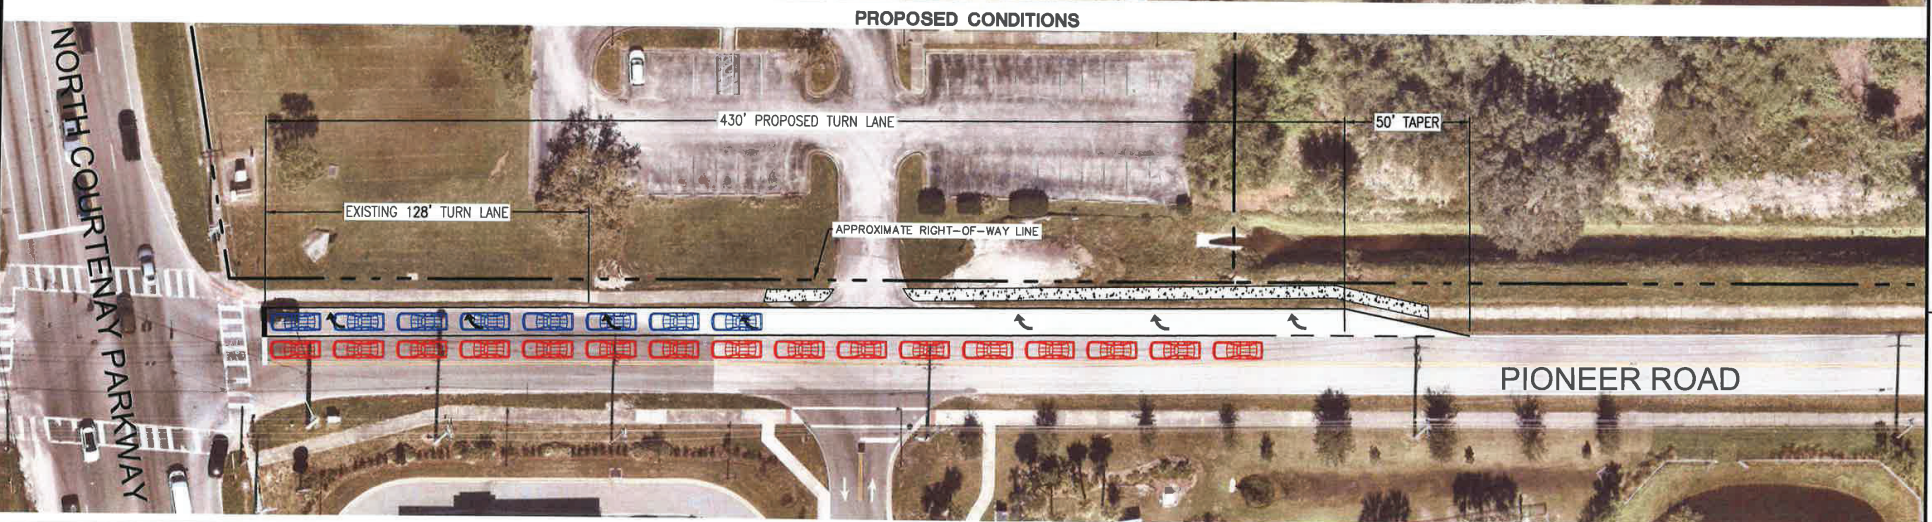 PROPOSED CONDITIONS
NORTH COURTENAY PARKWAY
430' PROPOSED TURN LANE
50' TAPER
EXISTING 128' TURN LANE
APPROXIMATE RIGHT-OF-WAY LINE
PIONEER ROAD